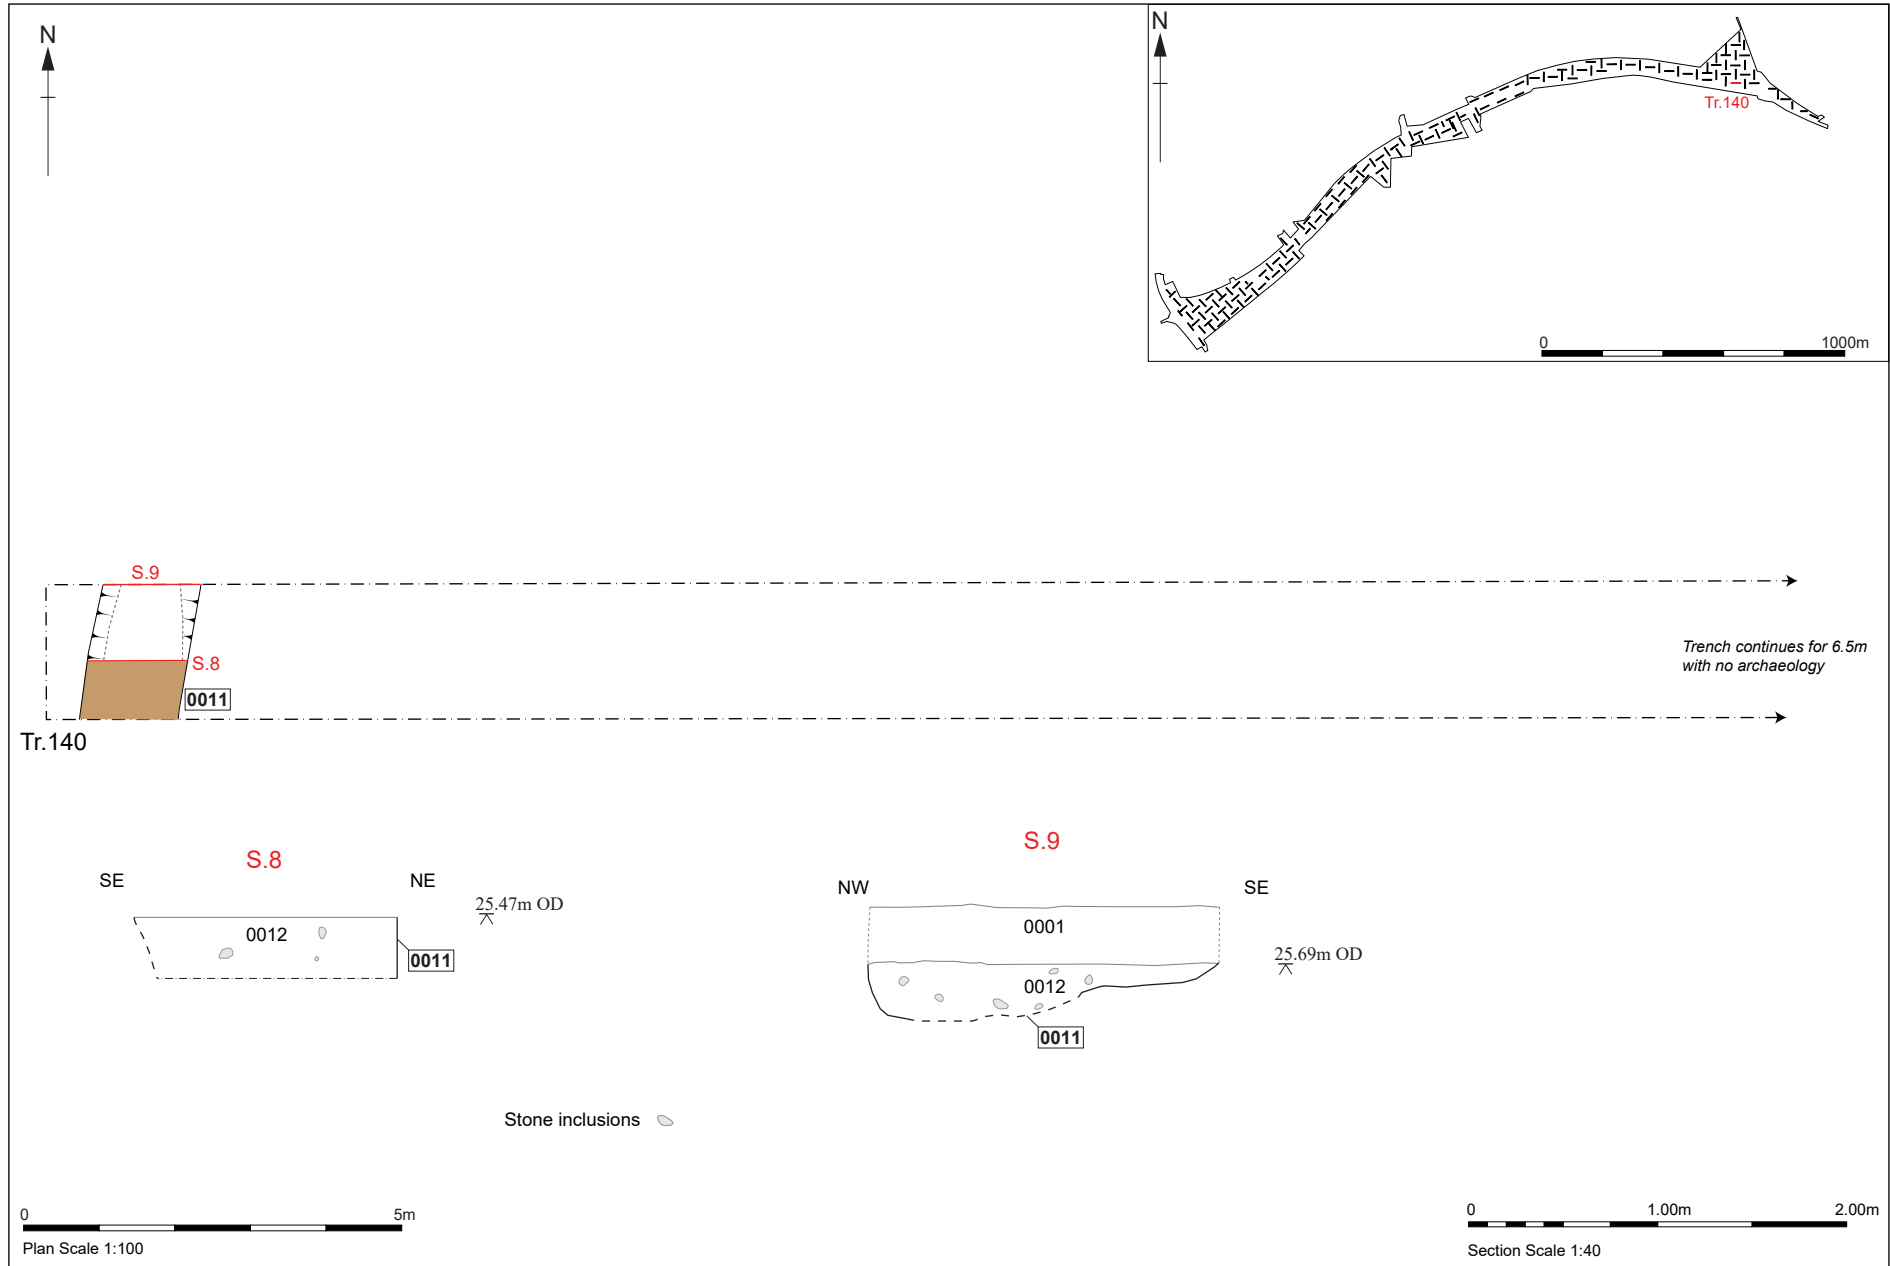 N
N
Tr.140
0
1000m
S.9
S.8
0011
Trench continues for 6.5m
with no archaeology
Tr.140
S.8
SE
NE
25.47m OD
0012
0011
S.9
NW
SE
0001
25.69m OD
0012
0011
Stone inclusions
0
5m
Plan Scale 1:100
0
1.00m
2.00m
Section Scale 1:40